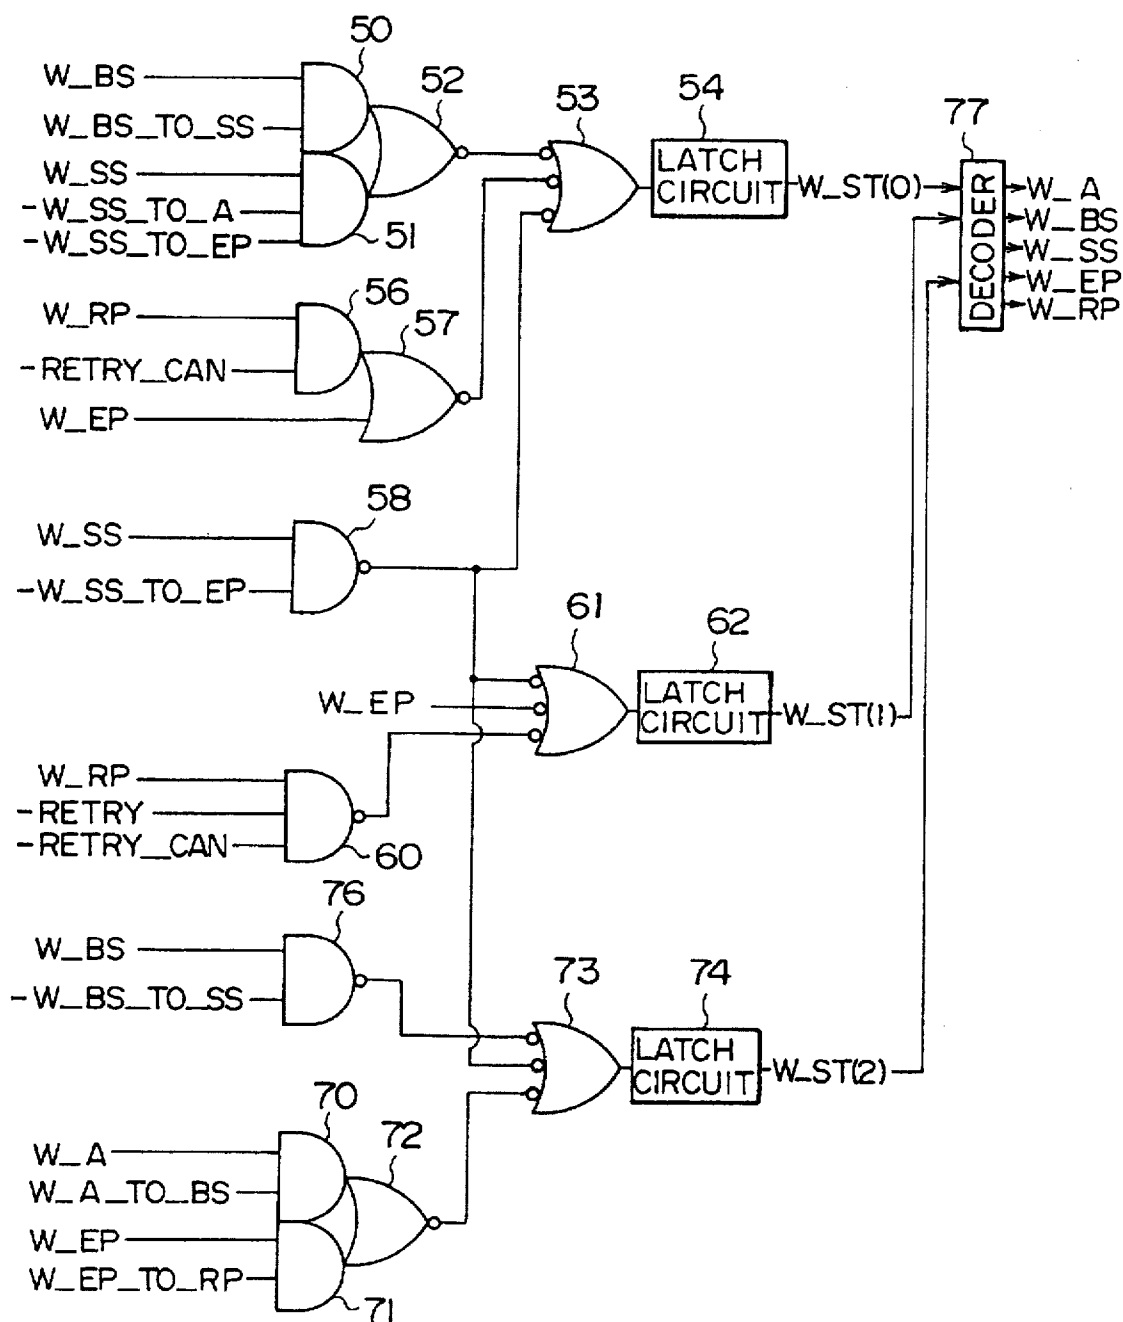 50
W_BS
52
53
54
77
W_BS_TO_SS
LATCH
CIRCUIT
W_ST(0)
DECODER
W_A
W_BS
W_SS
W_EP
W_RP
W_SS
-W_SS_TO_A
-W_SS_TO_EP
51
56
W_RP
57
-RETRY_CAN
W_EP
58
W_SS
-W_SS_TO_EP
61
62
W_EP
LATCH
CIRCUIT
W_ST(1)
W_RP
-RETRY
-RETRY_CAN
60
76
W_BS
-W_BS_TO_SS
73
74
LATCH
CIRCUIT
W_ST(2)
70
W_A
72
W_A_TO_BS
W_EP
W_EP_TO_RP
71